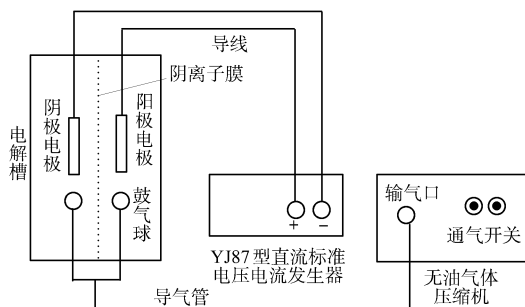 导线
阴离子膜
阴极电极
阳极电极
电解槽
鼓气球
+
−
YJ87型直流标准
电压电流发生器
输气口
通气开关
无油气体
压缩机
导气管